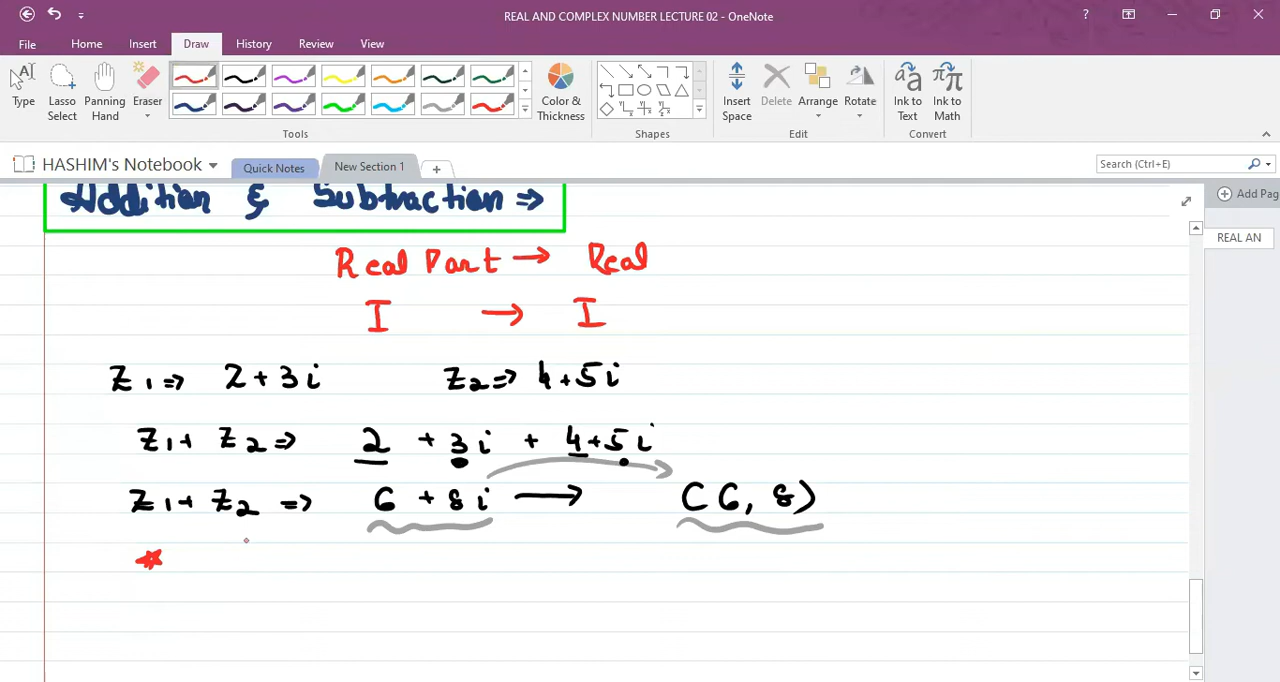 REAL AND COMPLEX NUMBER LECTURE 02 - OneNote
File Home Insert Draw History Review View
Type Lasso Select Panning Hand Eraser Color & Thickness Insert Space Delete Arrange Rotate Ink to Text Ink to Math
Tools Shapes Edit Convert
HASHIM's Notebook Quick Notes New Section 1 Search (Ctrl+E)
Add Pag
REAL AN
Addition & Subtraction ⇒
Real Part → Real
I → I
Z1 ⇒ 2 + 3i Z2 ⇒ 4+5i
Z1 + Z2 ⇒ 2 + 3i + 4+5i
Z1 + Z2 ⇒ 6 + 8i → (6, 8)